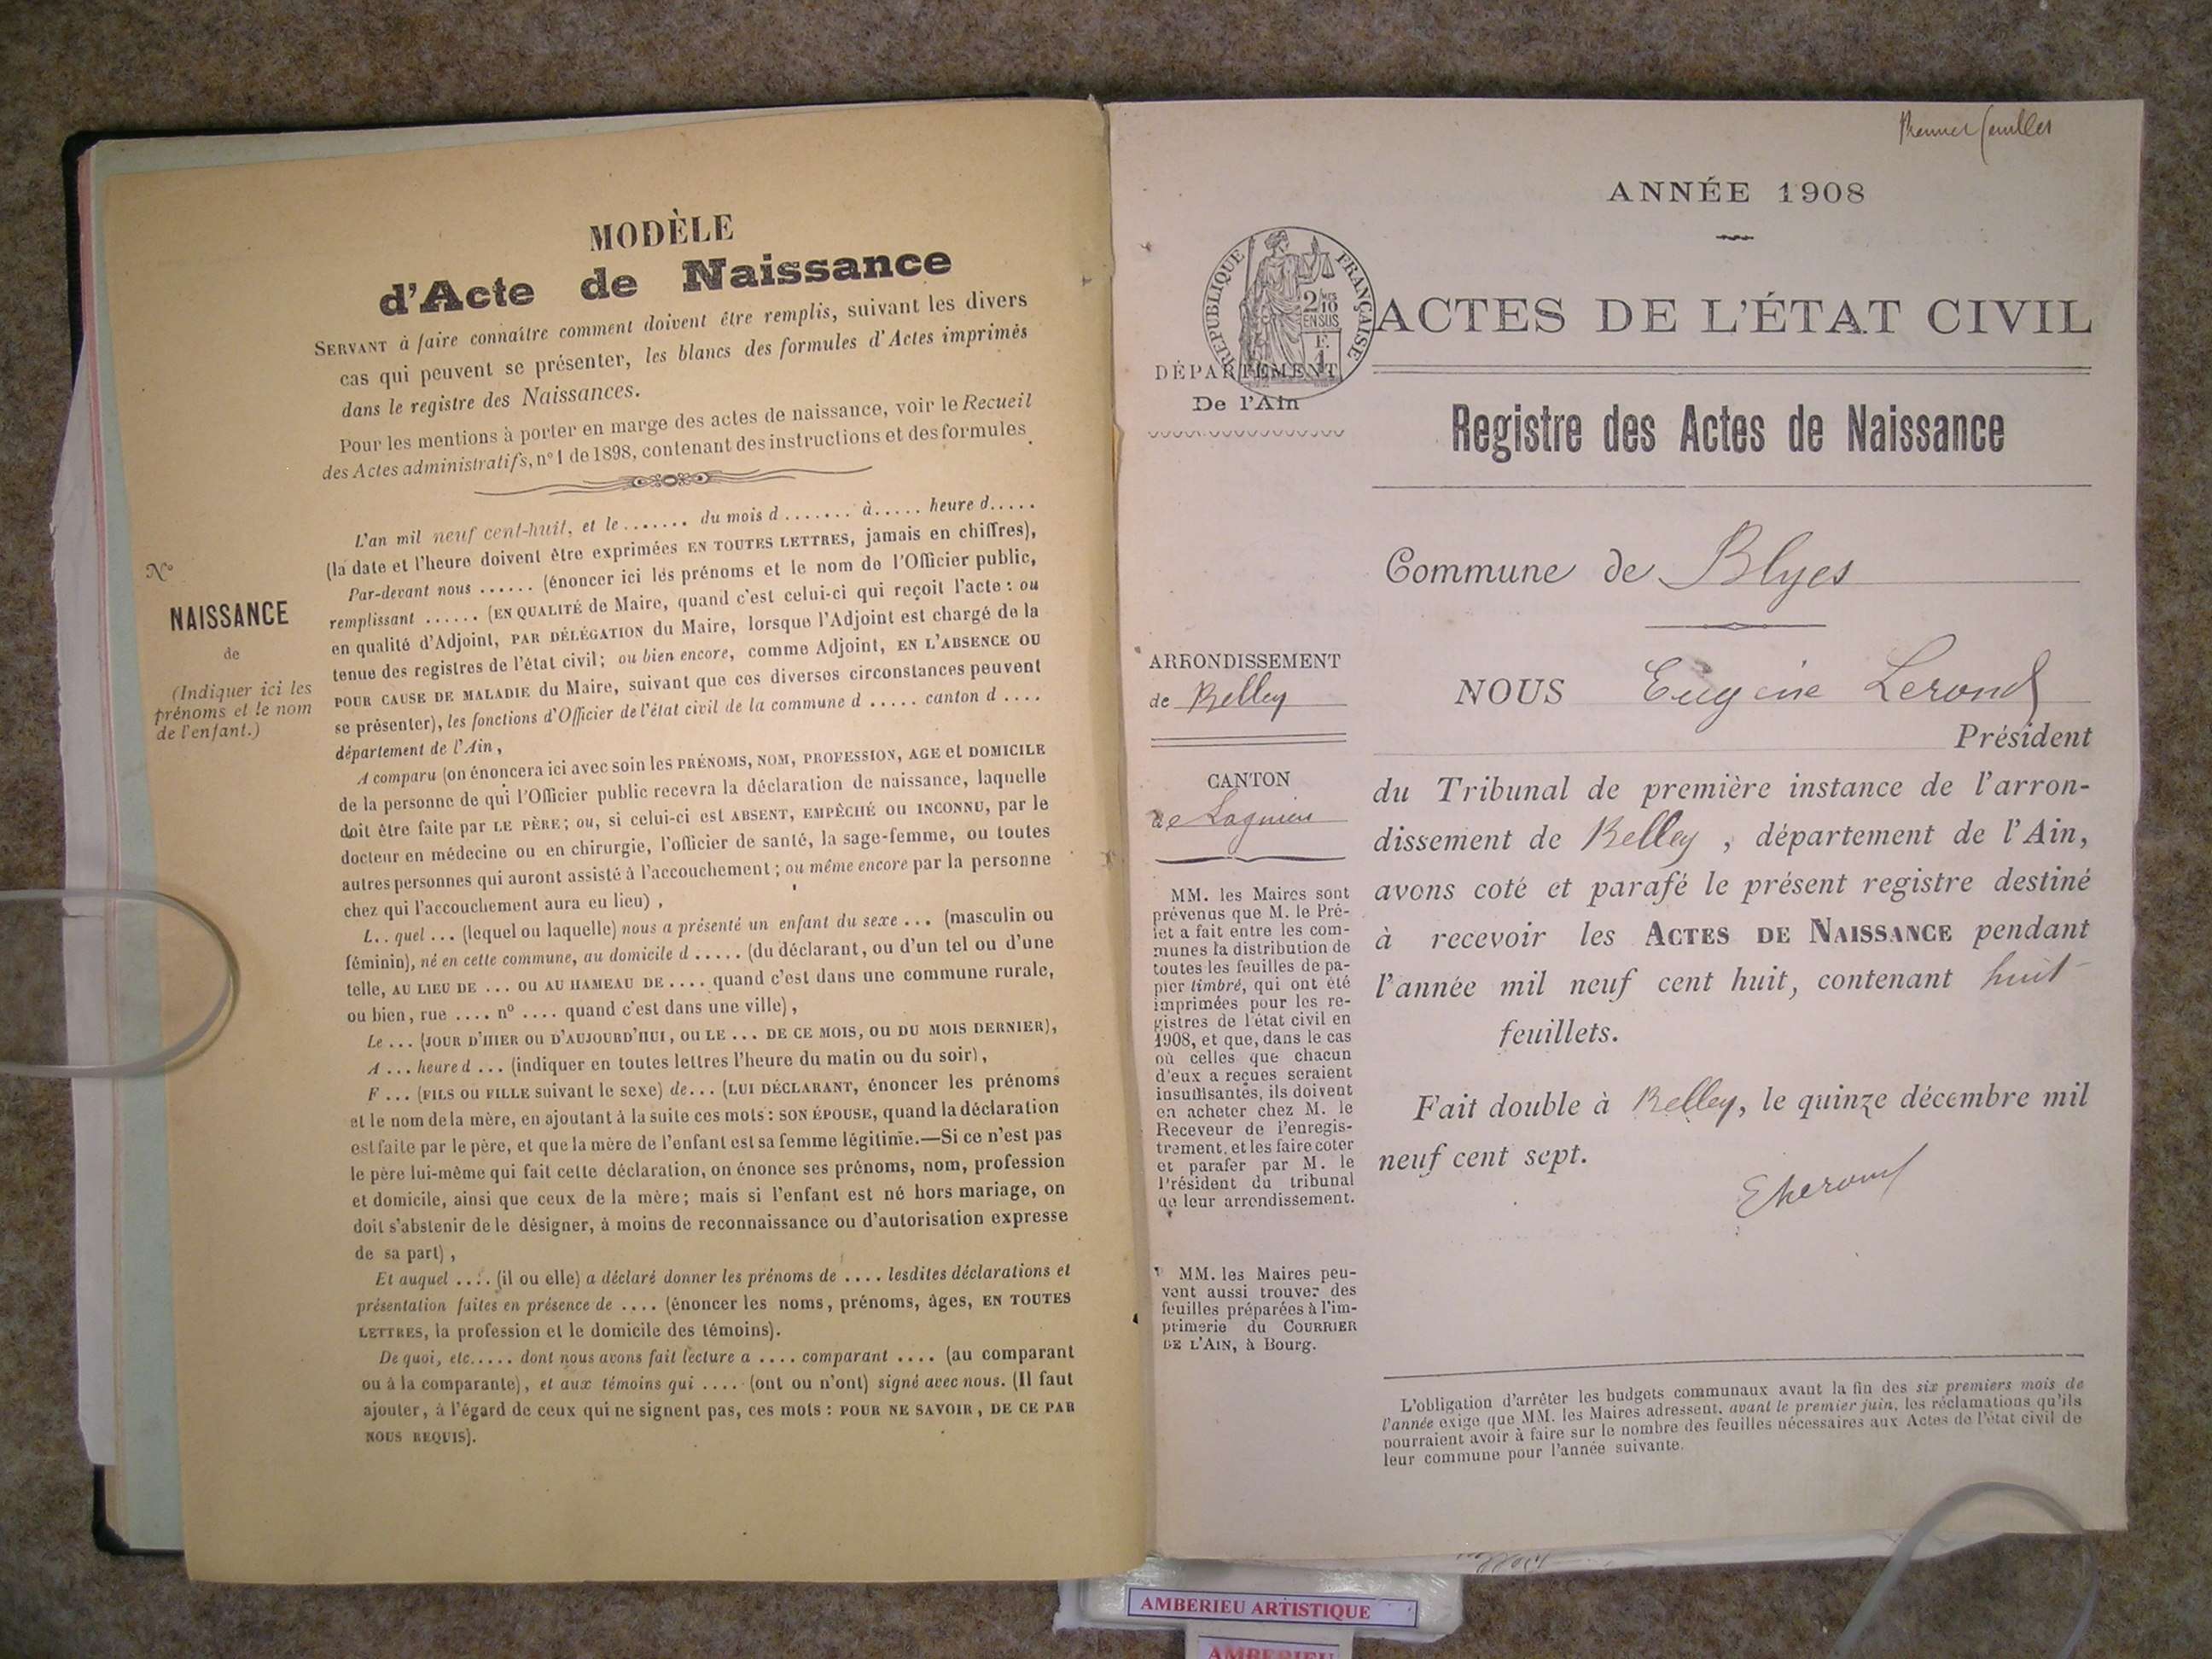 MODÈLE
d'Acte de Naissance
SERVANT à faire connaître comment doivent être remplis, suivant les divers
cas qui peuvent se présenter, les blancs des formules d'Actes imprimés
dans le registre des Naissances.
Pour les mentions à porter en marge des actes de naissance, voir le Recueil
des Actes administratifs, n° 1 de 1898, contenant des instructions et des formules.
N°
NAISSANCE
de
(Indiquer ici les
prénoms et le nom
de l'enfant.)
L'an mil neuf cent-huit, et le ....... du mois d ....... à ..... heure d.....
(la date et l'heure doivent être exprimées EN TOUTES LETTRES, jamais en chiffres),
Par-devant nous ...... (énoncer ici les prénoms et le nom de l'Officier public,
remplissant ...... (EN QUALITÉ de Maire, quand c'est celui-ci qui reçoit l'acte : ou
en qualité d'Adjoint, PAR DÉLÉGATION du Maire, lorsque l'Adjoint est chargé de la
tenue des registres de l'état civil ; ou bien encore, comme Adjoint, EN L'ABSENCE OU
POUR CAUSE DE MALADIE du Maire, suivant que ces diverses circonstances peuvent
se présenter), les fonctions d'Officier de l'état civil de la commune d ..... canton d ....
département de l'Ain,
A comparu (on énoncera ici avec soin les PRÉNOMS, NOM, PROFESSION, AGE et DOMICILE
de la personne de qui l'Officier public recevra la déclaration de naissance, laquelle
doit être faite par LE PÈRE ; ou, si celui-ci est ABSENT, EMPÊCHÉ OU INCONNU, par le
docteur en médecine ou en chirurgie, l'officier de santé, la sage-femme, ou toutes
autres personnes qui auront assisté à l'accouchement ; ou même encore par la personne
chez qui l'accouchement aura eu lieu),
L.. quel ... (lequel ou laquelle) nous a présenté un enfant du sexe ... (masculin ou
féminin), né en cette commune, au domicile d ..... (du déclarant, ou d'un tel ou d'une
telle, AU LIEU DE ... OU AU HAMEAU DE .... quand c'est dans une commune rurale,
ou bien, rue .... n° .... quand c'est dans une ville),
Le ... (JOUR D'HIER OU D'AUJOURD'HUI, OU LE ... DE CE MOIS, OU DU MOIS DERNIER),
A ... heure d ... (indiquer en toutes lettres l'heure du matin ou du soir),
F ... (FILS OU FILLE suivant le sexe) de... (LUI DÉCLARANT, énoncer les prénoms
et le nom de la mère, en ajoutant à la suite ces mots : SON ÉPOUSE, quand la déclaration
est faite par le père, et que la mère de l'enfant est sa femme légitime.—Si ce n'est pas
le père lui-même qui fait cette déclaration, on énonce ses prénoms, nom, profession
et domicile, ainsi que ceux de la mère ; mais si l'enfant est né hors mariage, on
doit s'abstenir de le désigner, à moins de reconnaissance ou d'autorisation expresse
de sa part),
Et auquel .... (il ou elle) a déclaré donner les prénoms de .... lesdites déclarations et
présentation faites en présence de .... (énoncer les noms, prénoms, âges, EN TOUTES
LETTRES, la profession et le domicile des témoins).
De quoi, etc..... dont nous avons fait lecture a .... comparant .... (au comparant
ou à la comparante), et aux témoins qui .... (ont ou n'ont) signé avec nous. (Il faut
ajouter, à l'égard de ceux qui ne signent pas, ces mots : POUR NE SAVOIR, DE CE PAR
NOUS REQUIS).
Premier feuillet
ANNÉE 1908
RÉPUBLIQUE FRANÇAISE
2/10
EN SUS
F.
1
ACTES DE L'ÉTAT CIVIL
DÉPARTEMENT
De l'Ain
Registre des Actes de Naissance
Commune de Blyes
ARRONDISSEMENT
de Belley
CANTON
de Lagnieu
MM. les Maires sont
prévenus que M. le Pré-
fet a fait entre les com-
munes la distribution de
toutes les feuilles de pa-
pier timbré, qui ont été
imprimées pour les re-
gistres de l'état civil en
1908, et que, dans le cas
où celles que chacun
d'eux a reçues seraient
insuffisantes, ils doivent
en acheter chez M. le
Receveur de l'enregis-
trement, et les faire coter
et parafer par M. le
Président du tribunal
de leur arrondissement.
MM. les Maires peu-
vent aussi trouver des
feuilles préparées à l'im-
primerie du COURRIER
DE L'AIN, à Bourg.
NOUS Eugène Lerond
Président
du Tribunal de première instance de l'arron-
dissement de Belley, département de l'Ain,
avons coté et parafé le présent registre destiné
à recevoir les ACTES DE NAISSANCE pendant
l'année mil neuf cent huit, contenant huit
feuillets.
Fait double à Belley, le quinze décembre mil
neuf cent sept.
E Lerond
L'obligation d'arrêter les budgets communaux avant la fin des six premiers mois de
l'année exige que MM. les Maires adressent, avant le premier juin, les réclamations qu'ils
pourraient avoir à faire sur le nombre des feuilles nécessaires aux Actes de l'état civil de
leur commune pour l'année suivante.
AMBERIEU ARTISTIQUE
AMBERIEU